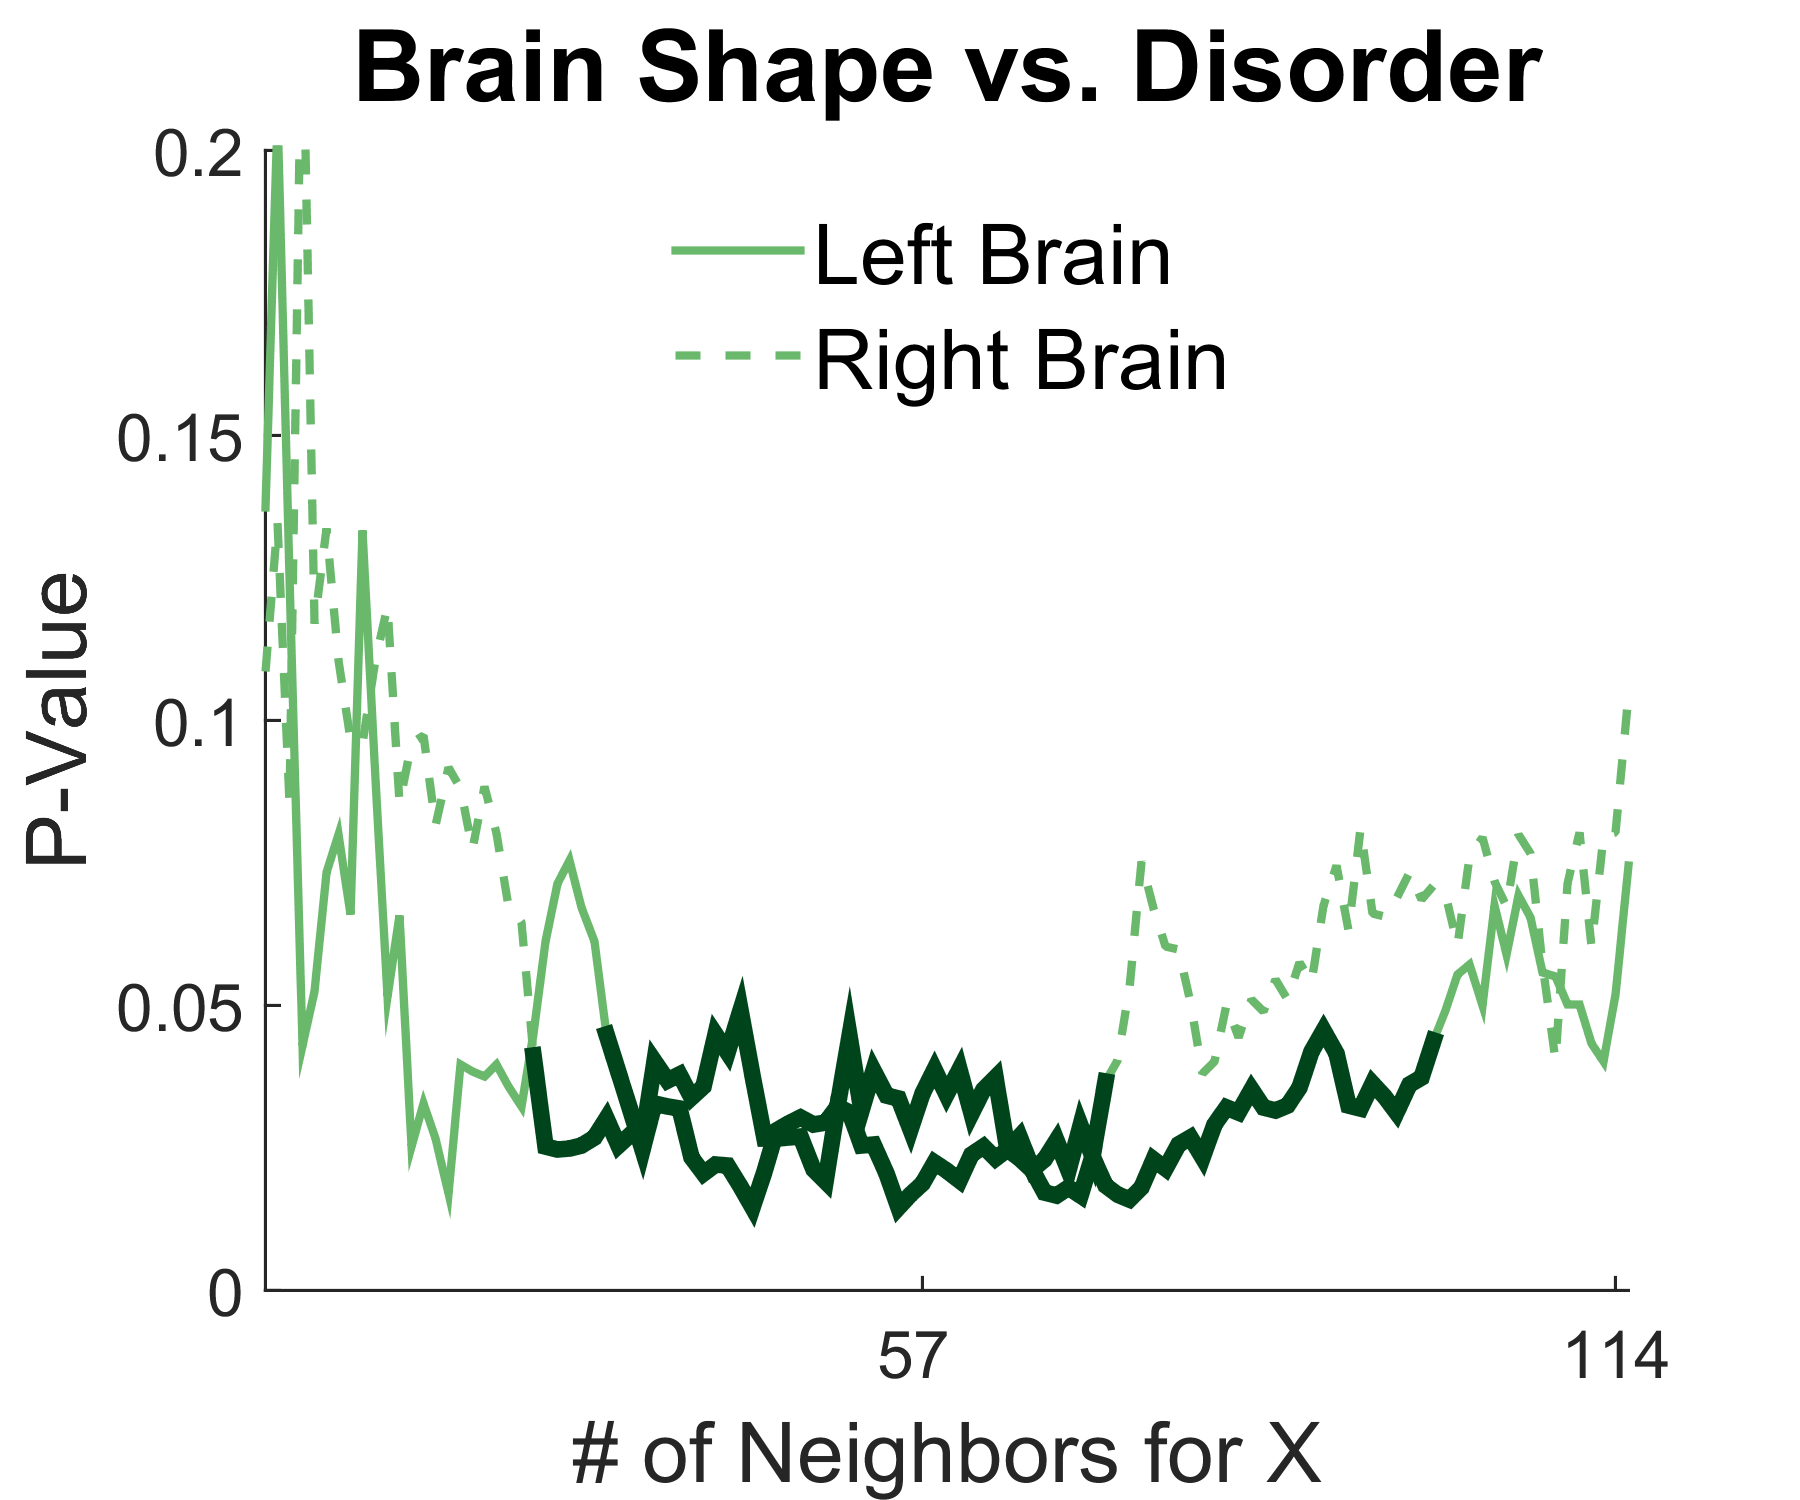 Brain Shape vs. Disorder
0.2
Left Brain
Right Brain
0.15
0.1
0.05
0
P-Value
57
114
# of Neighbors for X